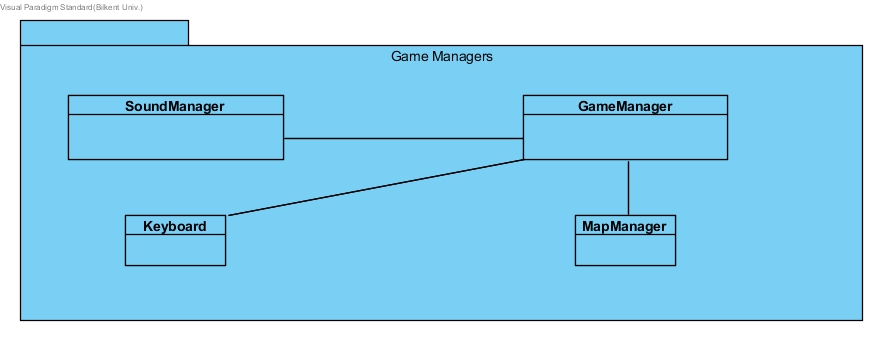 Visual Paradigm Standard(Bilkent Univ.)
Game Managers
SoundManager
GameManager
Keyboard
MapManager